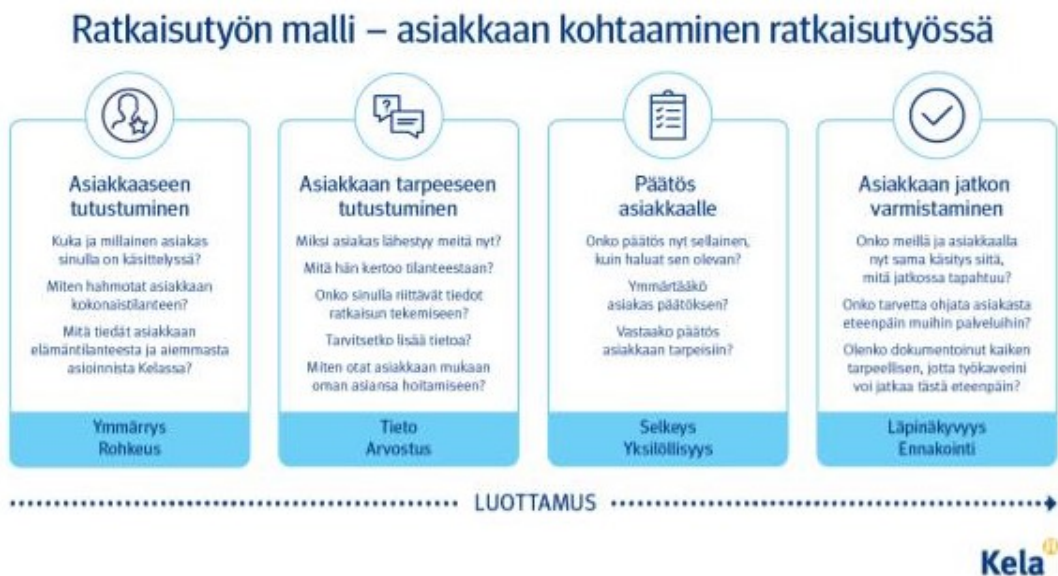 Ratkaisutyön malli – asiakkaan kohtaaminen ratkaisutyössä
Asiakkaaseen
tutustuminen
Kuka ja millainen asiakas
sinulla on käsittelyssä?
Miten hahmotat asiakkaan
kokonaistilanteen?
Mitä tiedät asiakkaan
elämäntilanteesta ja aiemmasta
asioinnista Kelassa?
Ymmärrys
Rohkeus
?
Asiakkaan tarpeeseen
tutustuminen
Miksi asiakas lähestyy meitä nyt?
Mitä hän kertoo tilanteestaan?
Onko sinulla riittävät tiedot
ratkaisun tekemiseen?
Tarvitsetko lisää tietoa?
Miten otat asiakkaan mukaan
oman asiansa hoitamiseen?
Tieto
Arvostus
Päätös
asiakkaalle
Onko päätös nyt sellainen,
kuin haluat sen olevan?
Ymmärtääkö
asiakas päätöksen?
Vastaako päätös
asiakkaan tarpeisiin?
Selkeys
Yksilöllisyys
Asiakkaan jatkon
varmistaminen
Onko meillä ja asiakkaalla
nyt sama käsitys siitä,
mitä jatkossa tapahtuu?
Onko tarvetta ohjata asiakasta
eteenpäin muihin palveluihin?
Olenko dokumentoinut kaiken
tarpeellisen, jotta työkaverini
voi jatkaa tästä eteenpäin?
Läpinäkyvyys
Ennakointi
LUOTTAMUS
Kela